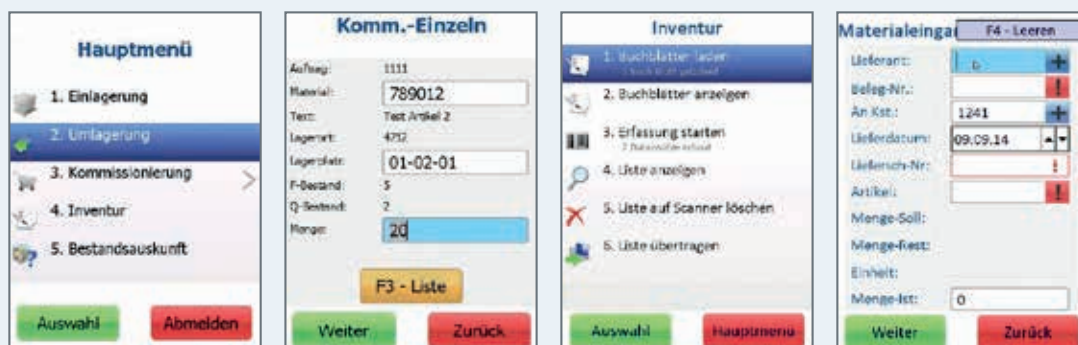 Hauptmenü
1. Einlagerung
2. Umlagerung
3. Kommissionierung
4. Inventur
5. Bestandsauskunft
Auswahl
Abmelden
Komm.-Einzeln
Auftrag: 1111
Material: 789012
Text: Test Artikel 2
Lagerort: 4792
Lagerplatz: 01-02-01
F-Bestand: 5
Q-Bestand: 2
Menge: 20
F3 - Liste
Weiter
Zurück
Inventur
1. Buchblätter laden
2. Buchblätter anzeigen
3. Erfassung starten
4. Liste anzeigen
5. Liste auf Scanner löschen
6. Liste übertragen
Auswahl
Hauptmenü
Materialeingan
F4 - Leeren
Lieferant:
Beleg-Nr.:
An Kst.: 1241
Lieferdatum: 09.09.14
Liefersch-Nr:
Artikel:
Menge-Soll:
Menge-Rest:
Einheit:
Menge-Ist: 0
Weiter
Zurück